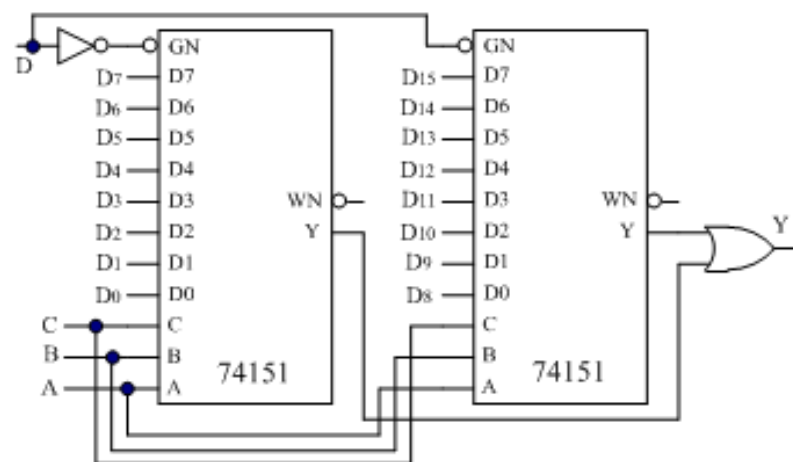 D GN GN
D7 D7 D15 D7
D6 D6 D14 D6
D5 D5 D13 D5
D4 D4 D12 D4
D3 D3 WN D11 D3 WN
D2 D2 Y D10 D2 Y Y
D1 D1 D9 D1
D0 D0 D8 D0
C C C
B B B
A A 74151 A 74151